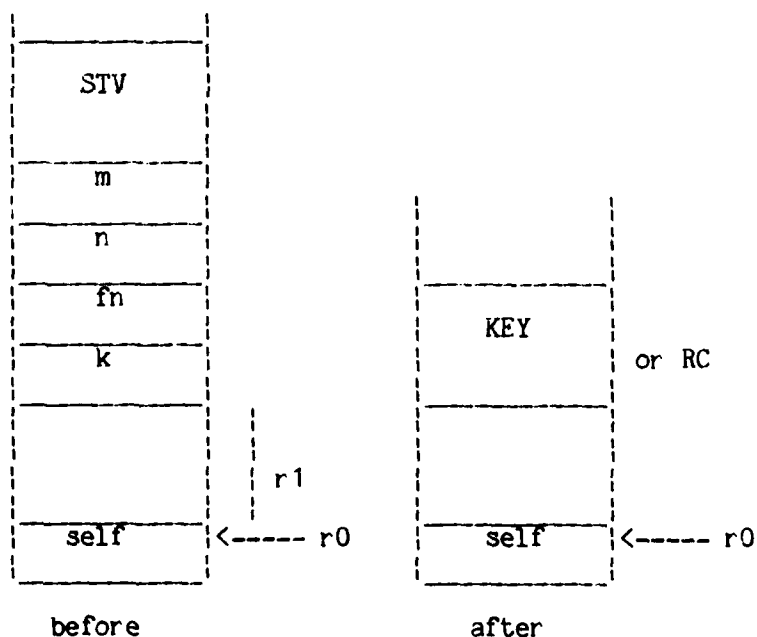 STV
m
n
fn
k
r1
self <----- r0
before
KEY
or RC
self <----- r0
after